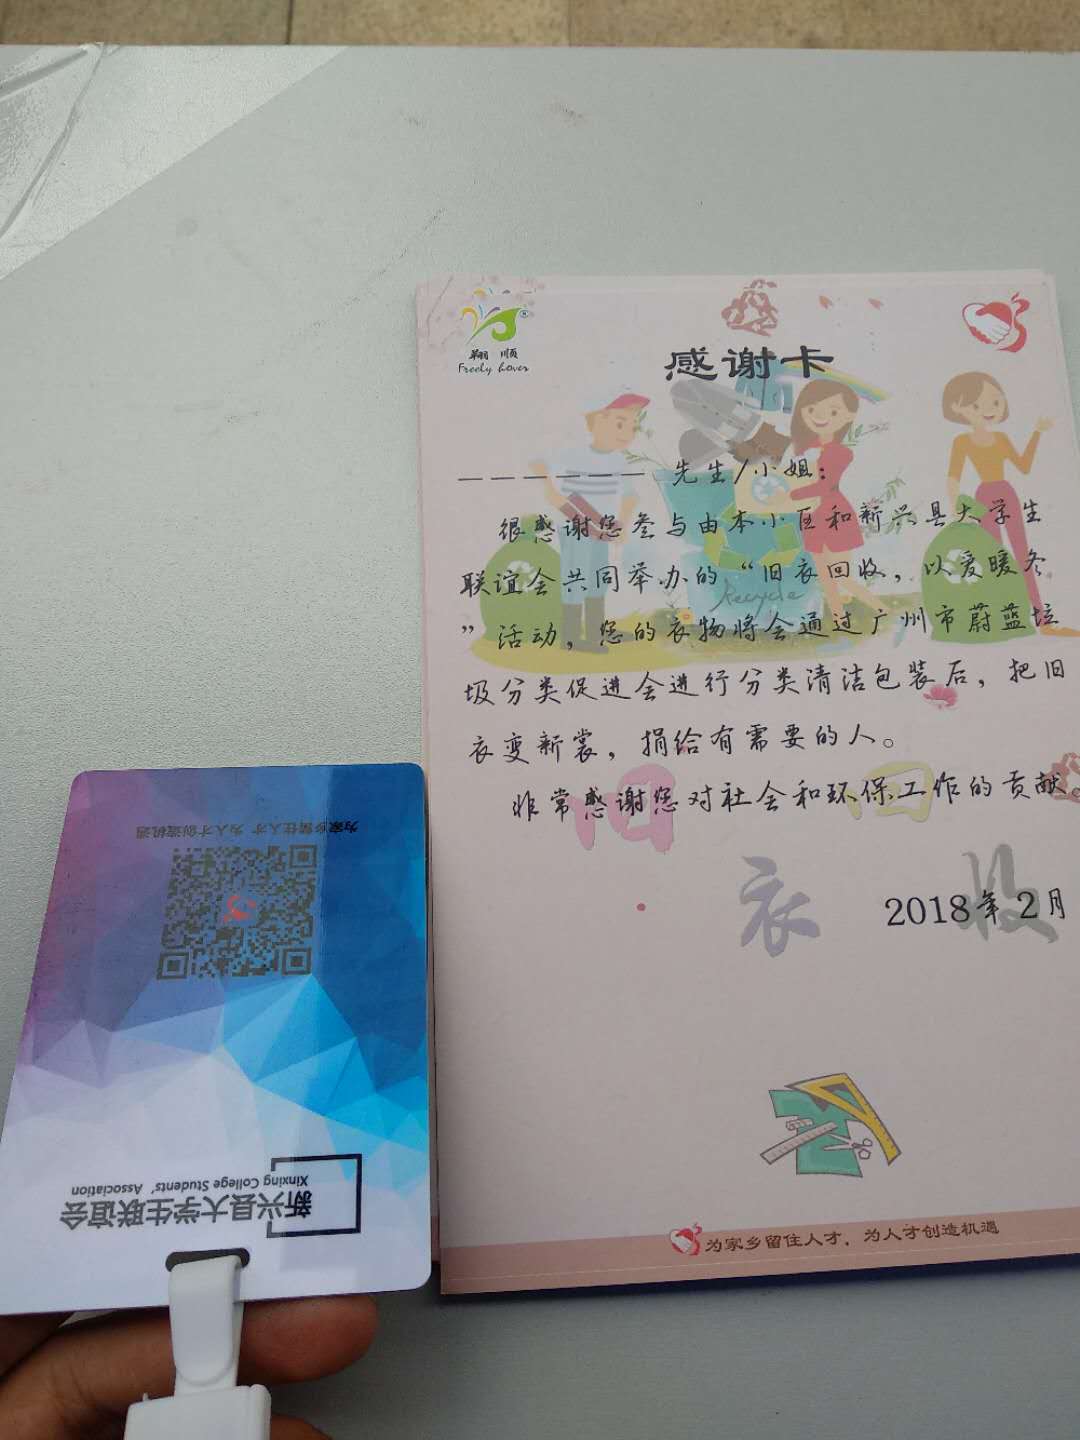 翔顺
Freely hover
感谢卡
先生/小姐：
很感谢您参与由本小区和新兴县大学生
联谊会共同举办的“旧衣回收，以爱暖冬
”活动，您的衣物将会通过广州市蔚蓝垃
圾分类促进会进行分类清洁包装后，把旧
衣变新裳，捐给有需要的人。
非常感谢您对社会和环保工作的贡献。
2018年2月
Recycle
旧
回
衣
收
为家乡留住人才，为人才创造机遇
为家乡留住人才 为人才创造机遇
新兴县大学生联谊会
Xinxing College Students' Association